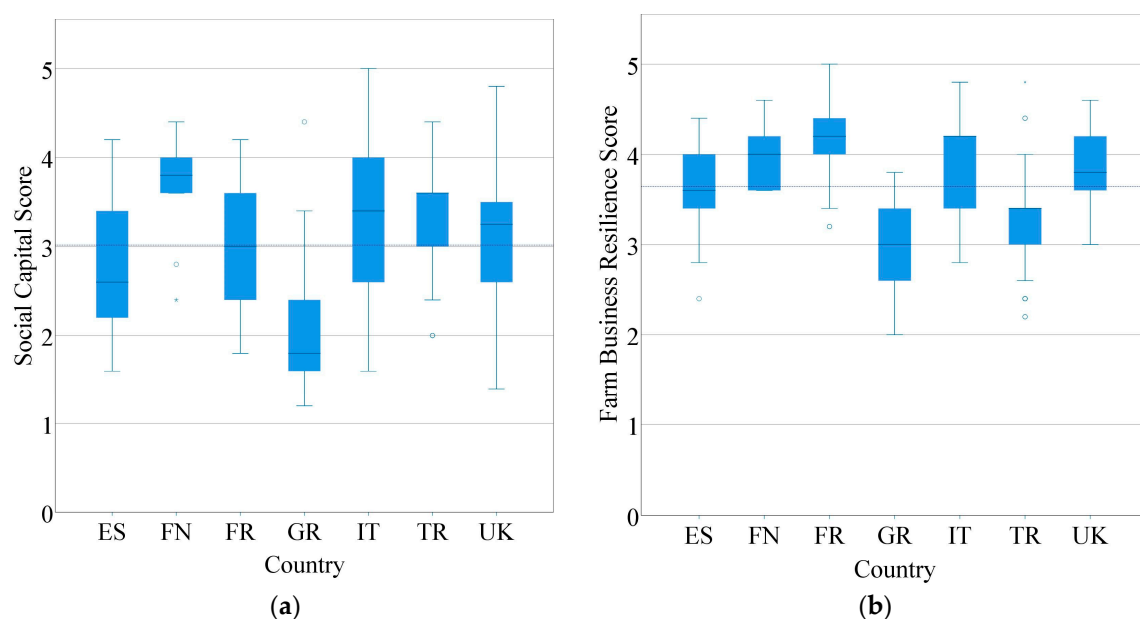 Social Capital Score
5
4
3
2
1
0
ES FN FR GR IT TR UK
Country
(a)
Farm Business Resilience Score
5
4
3
2
1
0
ES FN FR GR IT TR UK
Country
(b)